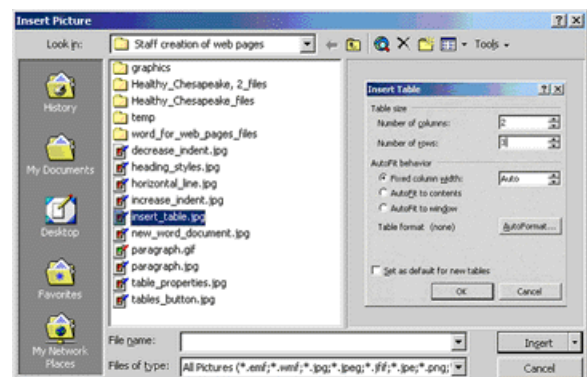 Insert Picture
Look in: Staff creation of web pages Tools
History
My Documents
Desktop
Favorites
My Network Places
graphics
Healthy_Chesapeake, 2_files
Healthy_Chesapeake_files
temp
word_for_web_pages_files
decrease_indent.jpg
heading_styles.jpg
horizontal_line.jpg
increase_indent.jpg
insert_table.jpg
new_word_document.jpg
paragraph.gif
paragraph.jpg
table_properties.jpg
tables_button.jpg
Insert Table
Table size
Number of columns: 2
Number of rows: 3
AutoFit behavior
Fixed column width: Auto
AutoFit to contents
AutoFit to window
Table format (none) AutoFormat...
Set as default for new tables
OK Cancel
File name: Insert
Files of type: All Pictures (*.emf;*.wmf;*.jpg;*.jpeg;*.jfif;*.jpe;*.png; Cancel